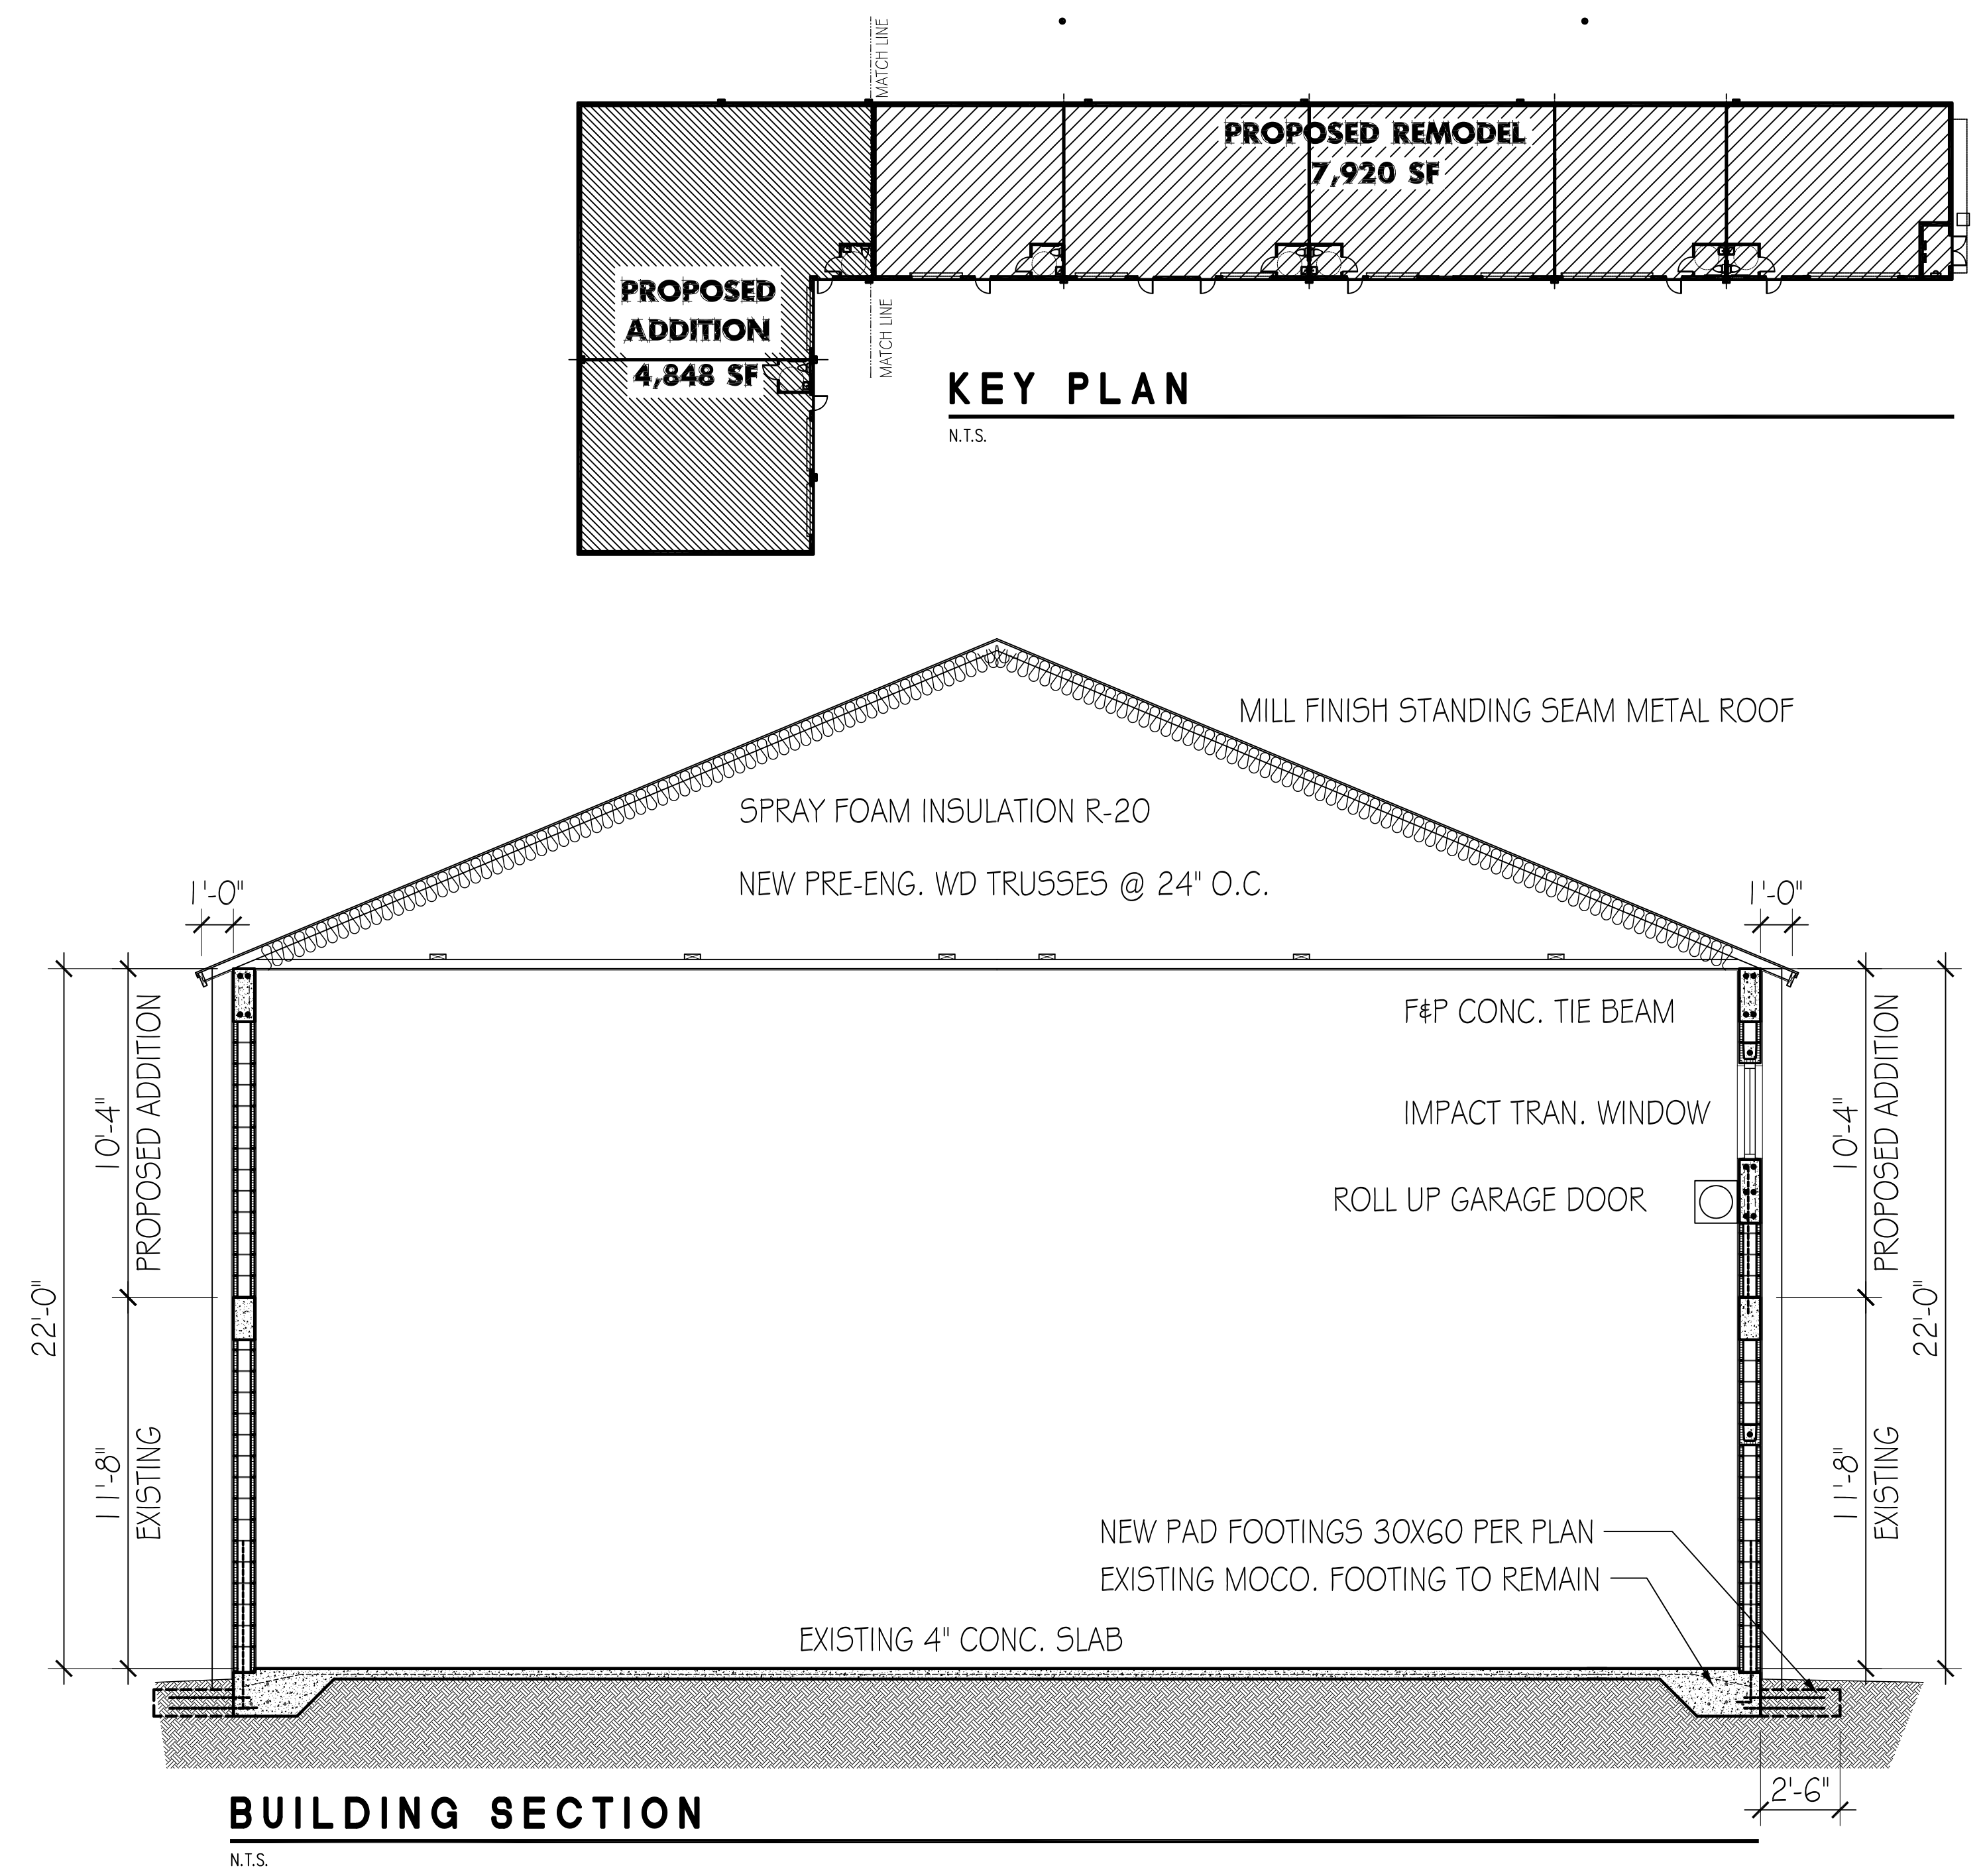 MATCH LINE
PROPOSED REMODEL
7,920 SF
PROPOSED
ADDITION
4,848 SF
MATCH LINE
KEY PLAN
N.T.S.
MILL FINISH STANDING SEAM METAL ROOF
SPRAY FOAM INSULATION R-20
NEW PRE-ENG. WD TRUSSES @ 24" O.C.
1'-0"
1'-0"
F&P CONC. TIE BEAM
IMPACT TRAN. WINDOW
ROLL UP GARAGE DOOR
22'-0"
10'-4"
PROPOSED ADDITION
11'-8"
EXISTING
10'-4"
PROPOSED ADDITION
11'-8"
EXISTING
22'-0"
NEW PAD FOOTINGS 30X60 PER PLAN
EXISTING MOCO. FOOTING TO REMAIN
EXISTING 4" CONC. SLAB
2'-6"
BUILDING SECTION
N.T.S.